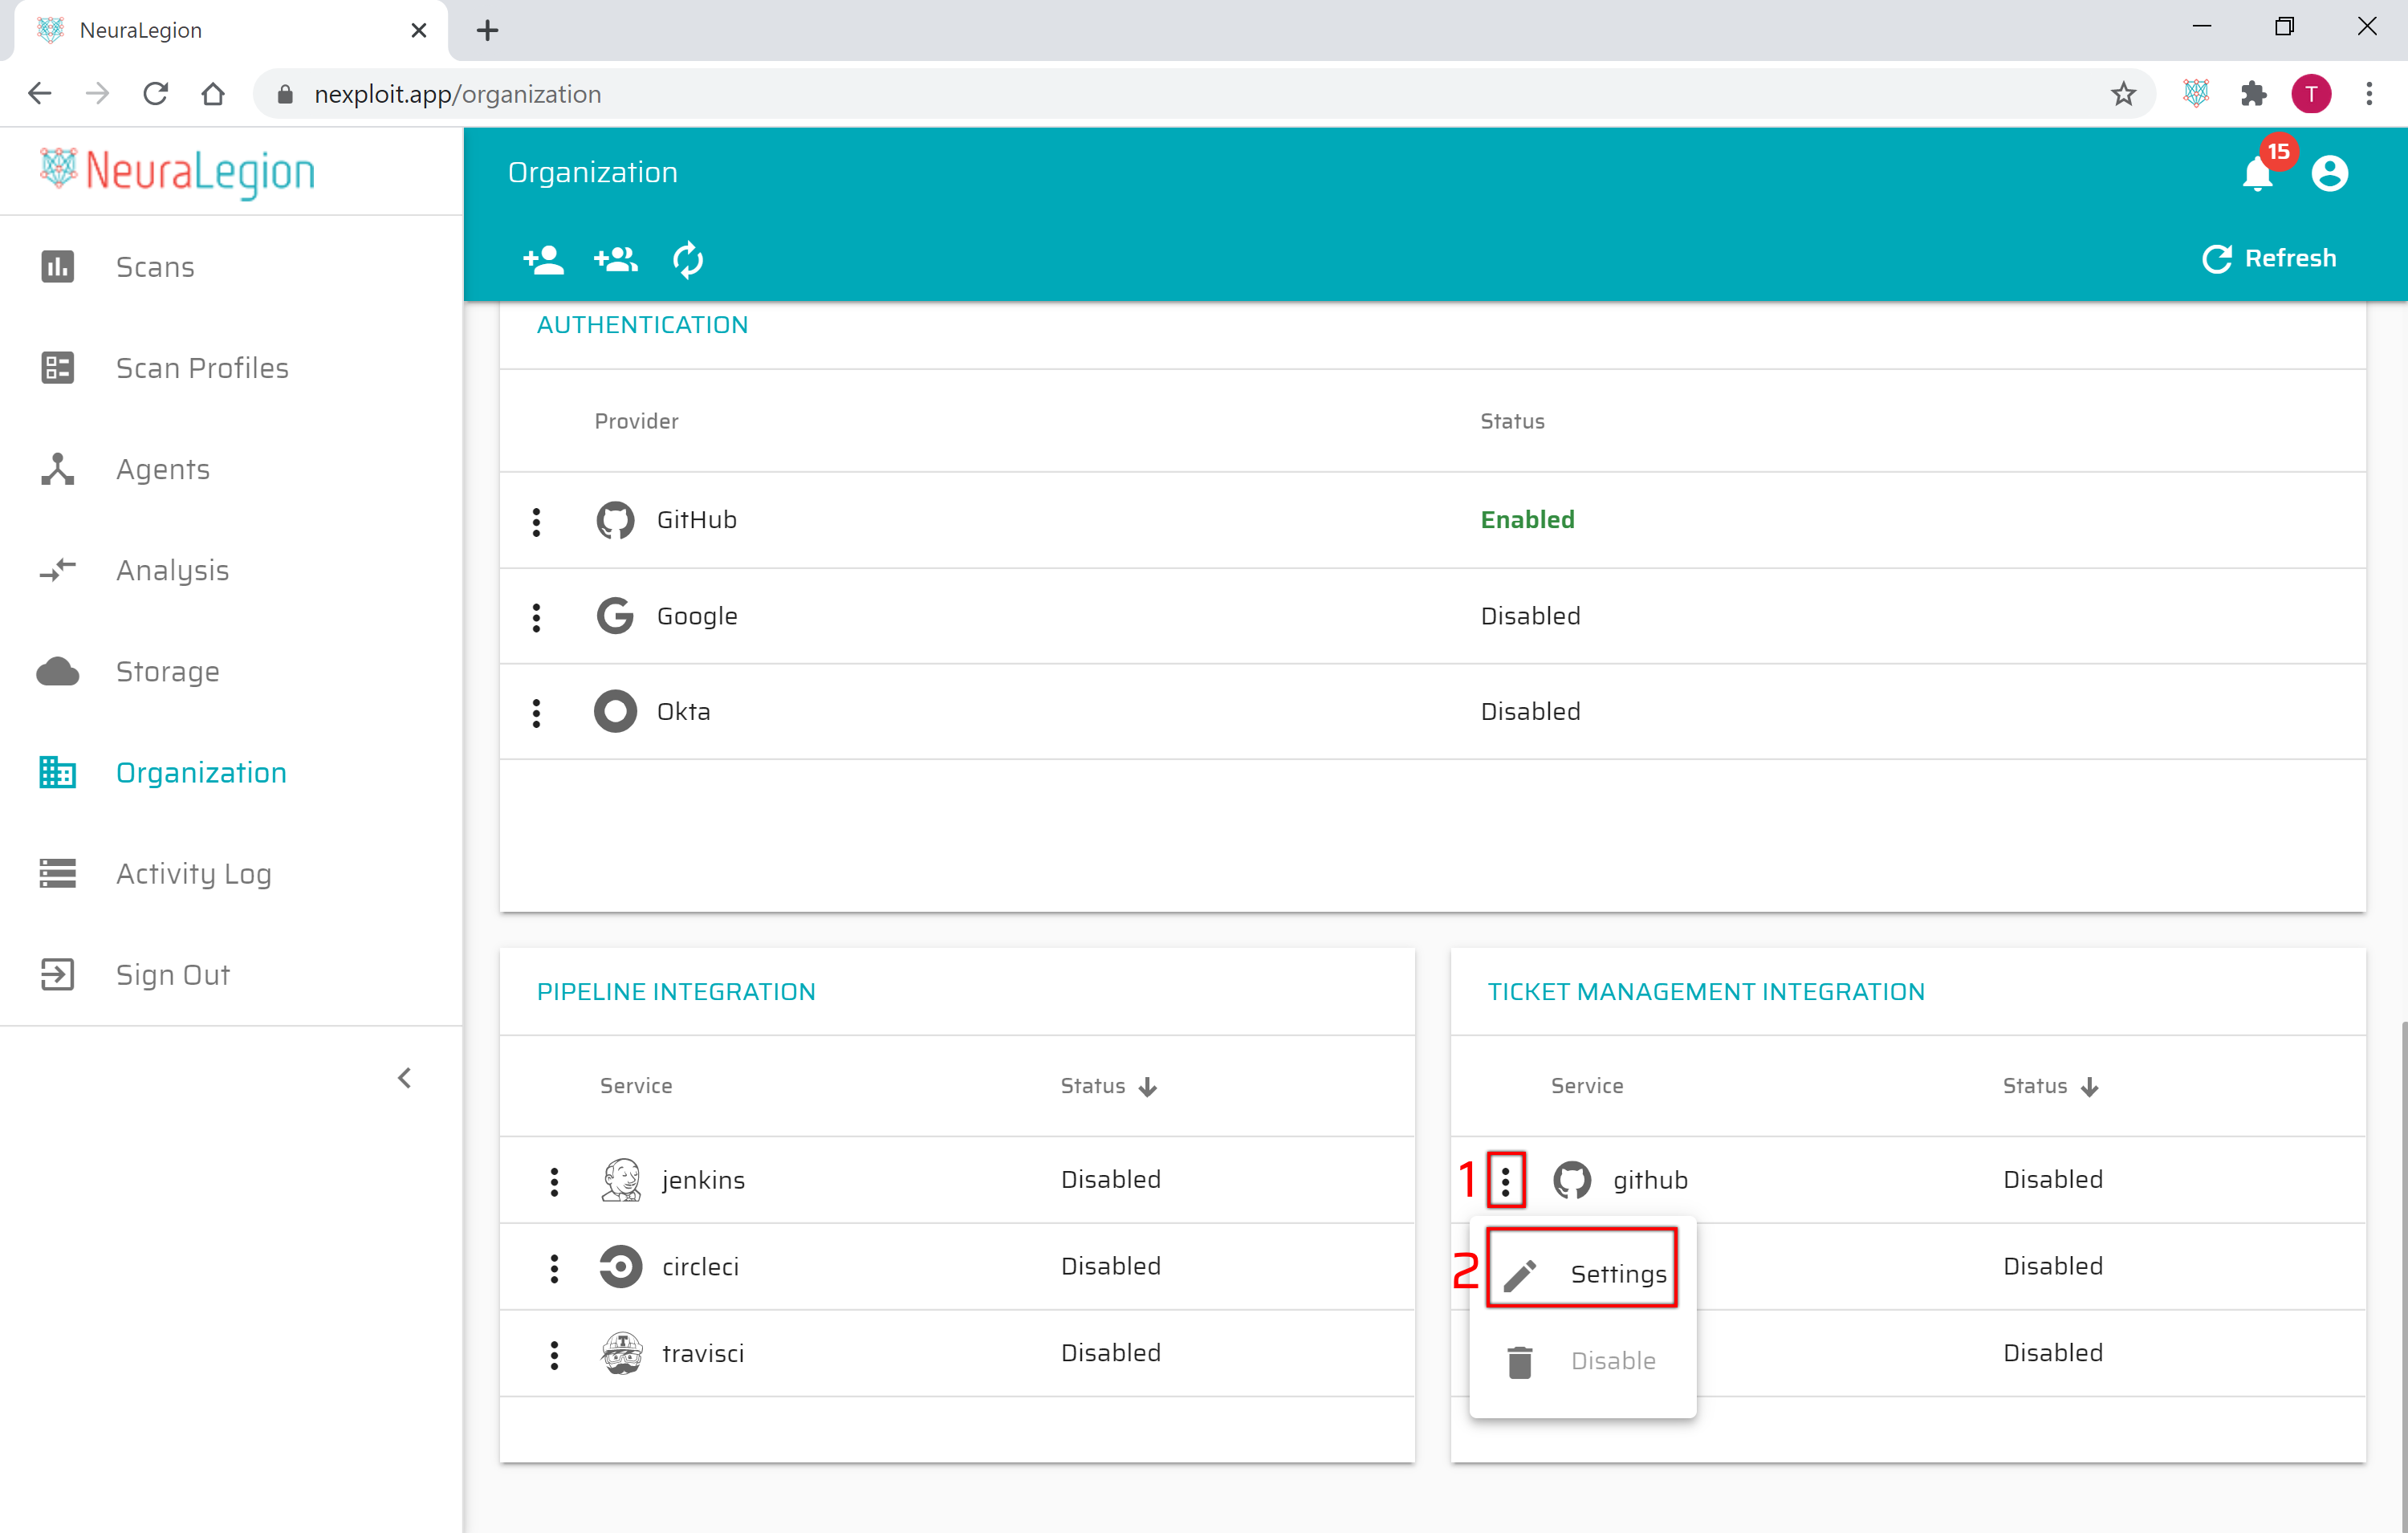 NeuraLegion
nexploit.app/organization
T
NeuraLegion
Organization
15
Refresh
Scans
Scan Profiles
Agents
Analysis
Storage
Organization
Activity Log
Sign Out
AUTHENTICATION
Provider Status
GitHub Enabled
Google Disabled
Okta Disabled
PIPELINE INTEGRATION
Service Status
jenkins Disabled
circleci Disabled
travisci Disabled
TICKET MANAGEMENT INTEGRATION
Service Status
1 github Disabled
2 Settings Disabled
Disable Disabled